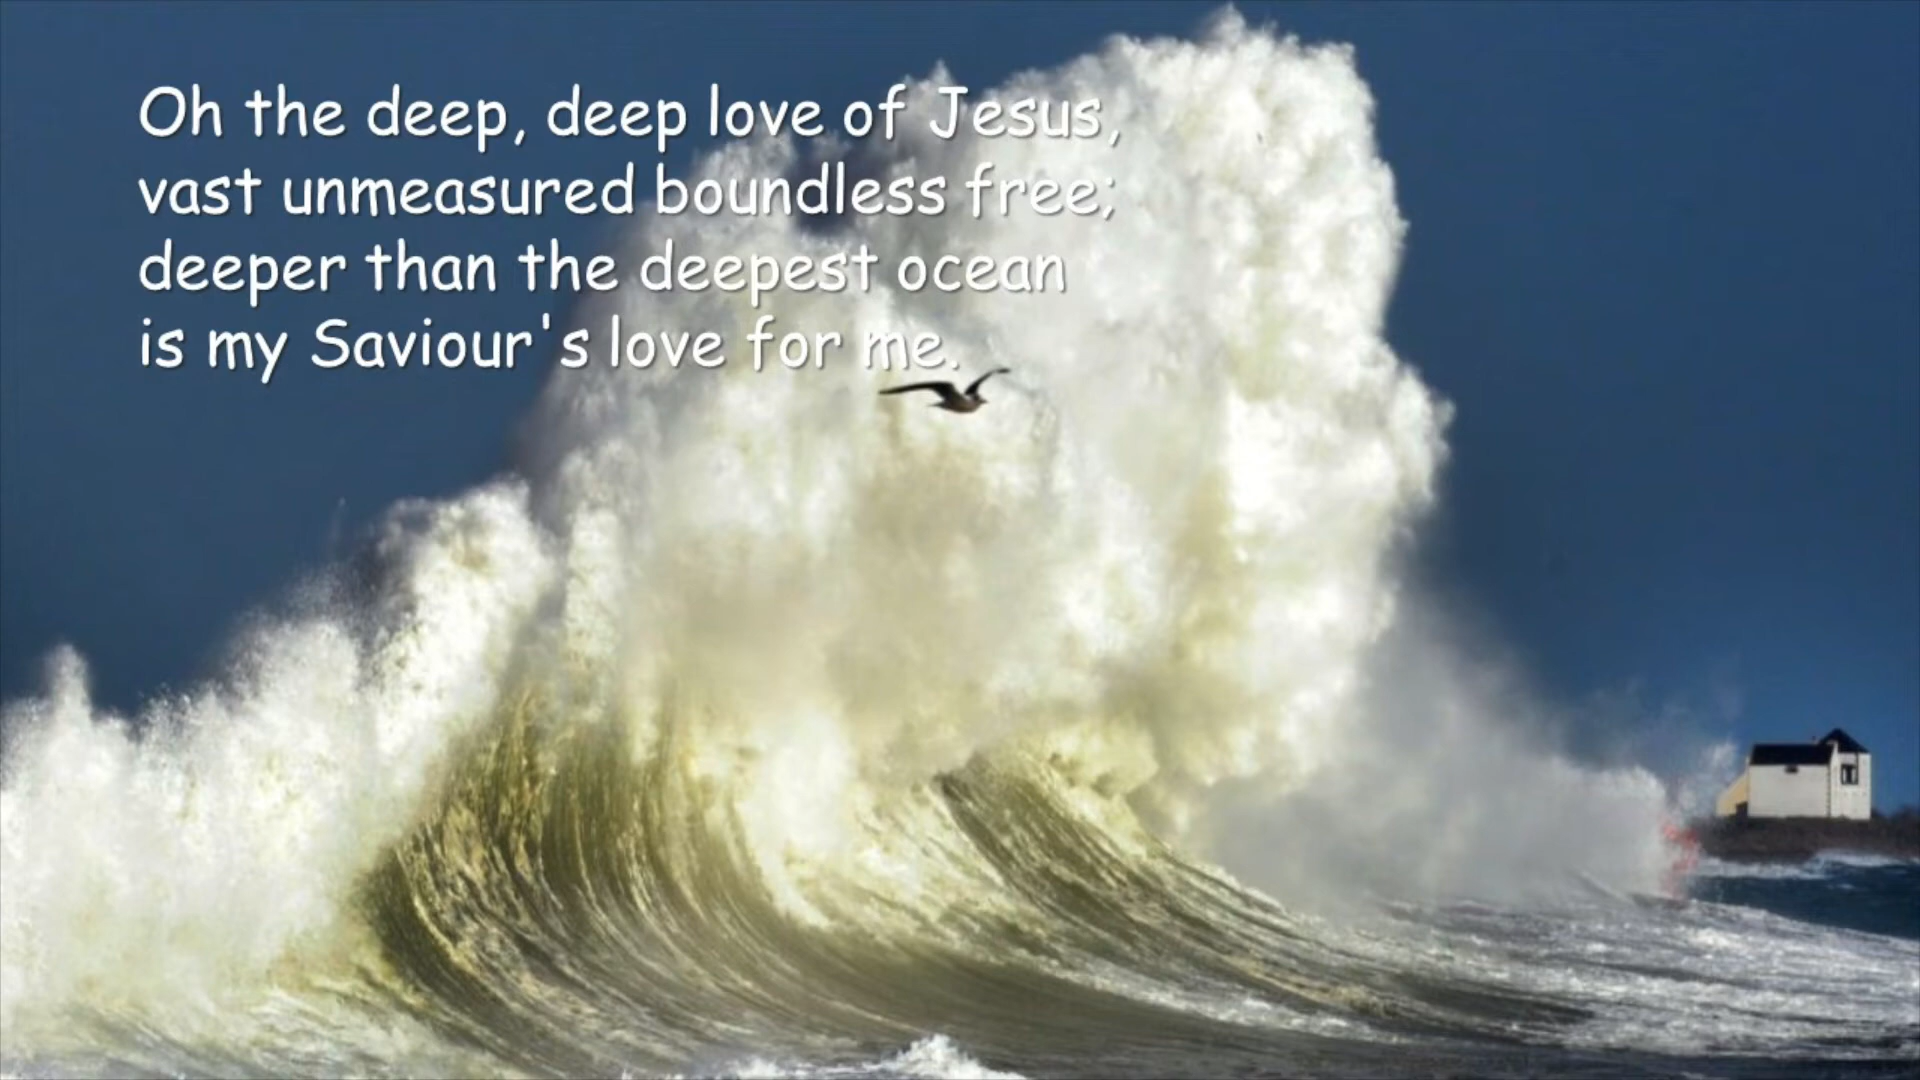 Oh the deep, deep love of Jesus,
vast unmeasured boundless free;
deeper than the deepest ocean
is my Saviour's love for me.